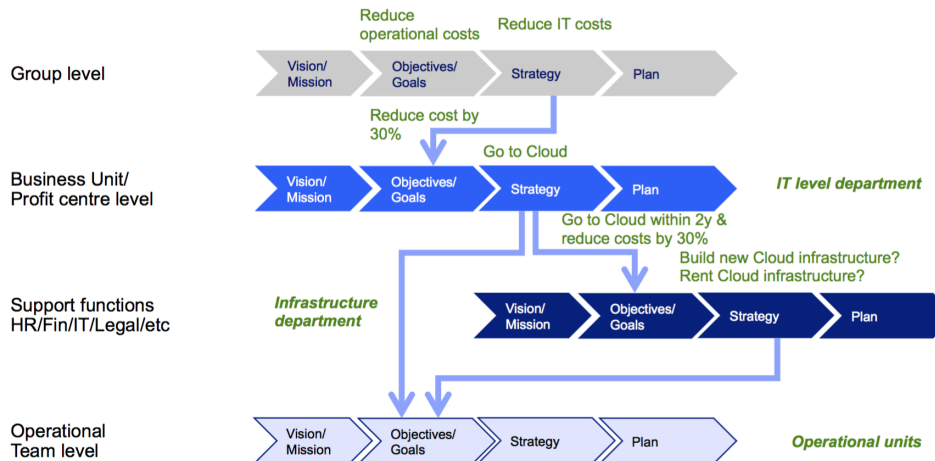 Reduce
operational costs
Reduce IT costs
Group level
Vision/
Mission
Objectives/
Goals
Strategy
Plan
Reduce cost by
30%
Go to Cloud
Business Unit/
Profit centre level
Vision/
Mission
Objectives/
Goals
Strategy
Plan
IT level department
Go to Cloud within 2y &
reduce costs by 30%
Build new Cloud infrastructure?
Rent Cloud infrastructure?
Infrastructure
department
Support functions
HR/Fin/IT/Legal/etc
Vision/
Mission
Objectives/
Goals
Strategy
Plan
Operational
Team level
Vision/
Mission
Objectives/
Goals
Strategy
Plan
Operational units